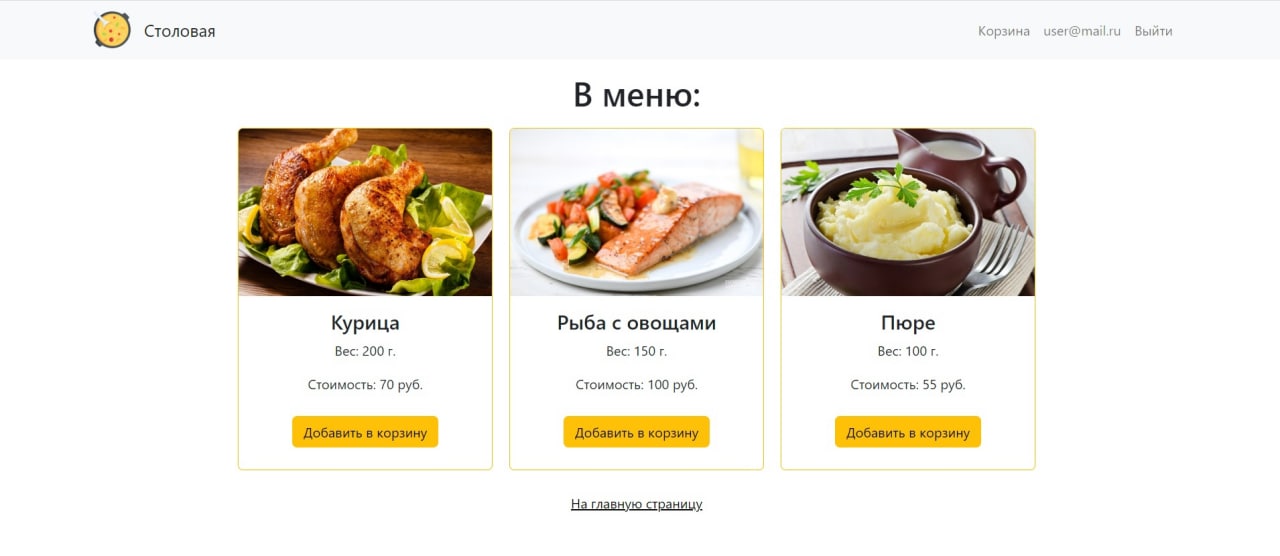 Столовая
Корзина user@mail.ru Выйти
В меню:
Курица
Вес: 200 г.
Стоимость: 70 руб.
Добавить в корзину
Рыба с овощами
Вес: 150 г.
Стоимость: 100 руб.
Добавить в корзину
Пюре
Вес: 100 г.
Стоимость: 55 руб.
Добавить в корзину
На главную страницу